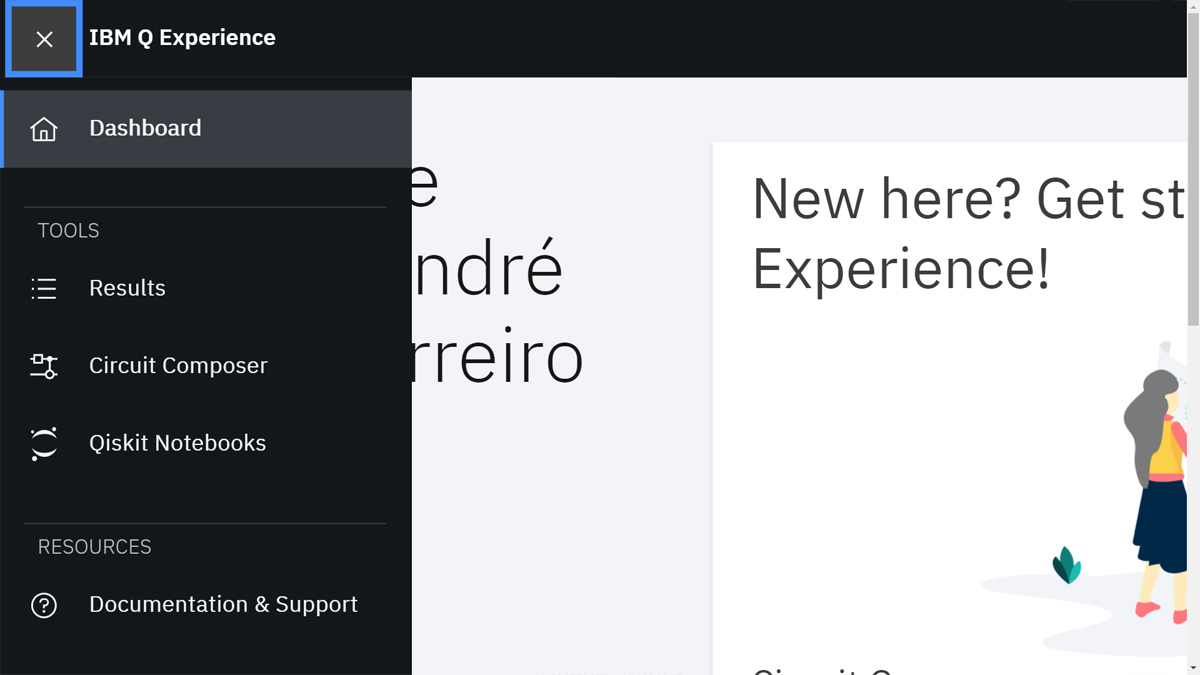 IBM Q Experience
Dashboard
TOOLS
Results
Circuit Composer
Qiskit Notebooks
RESOURCES
Documentation & Support
e
ndré
rreiro
New here? Get st
Experience!